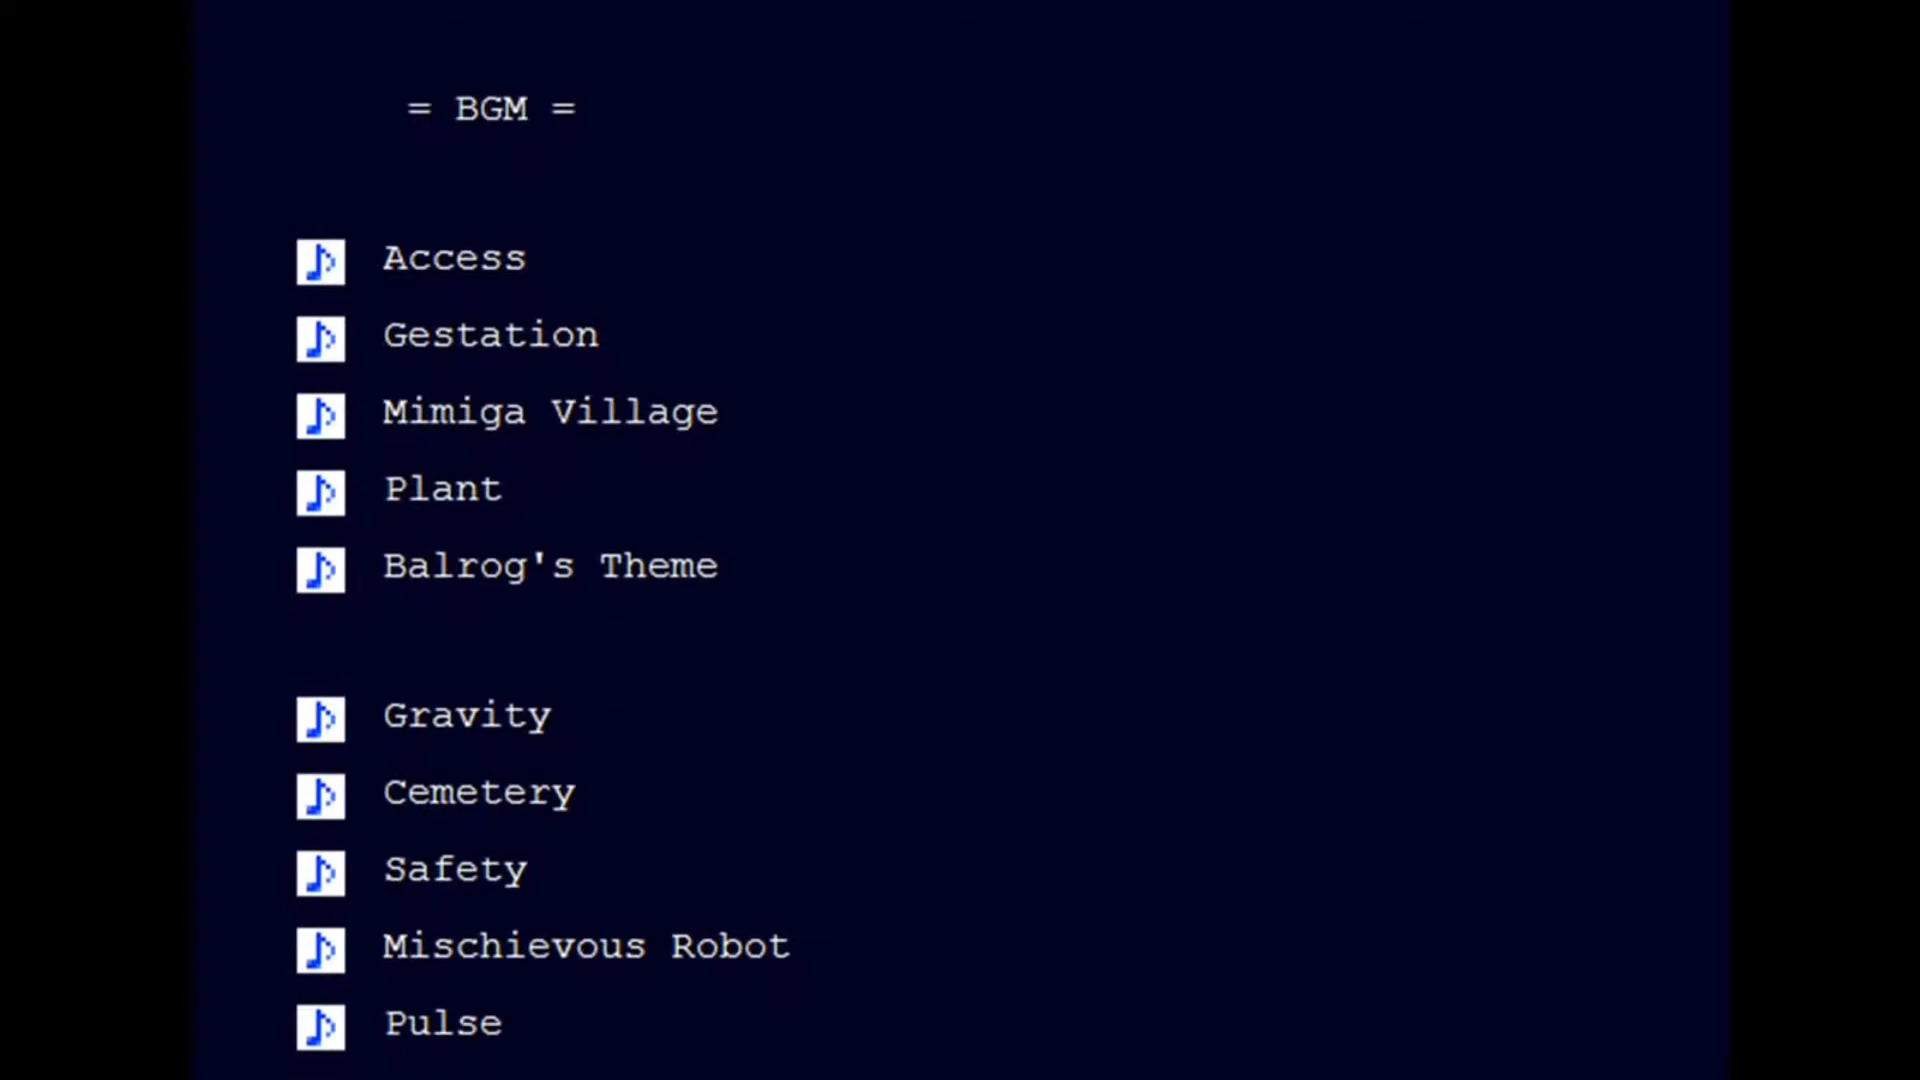 = BGM =
Access
Gestation
Mimiga Village
Plant
Balrog's Theme
Gravity
Cemetery
Safety
Mischievous Robot
Pulse